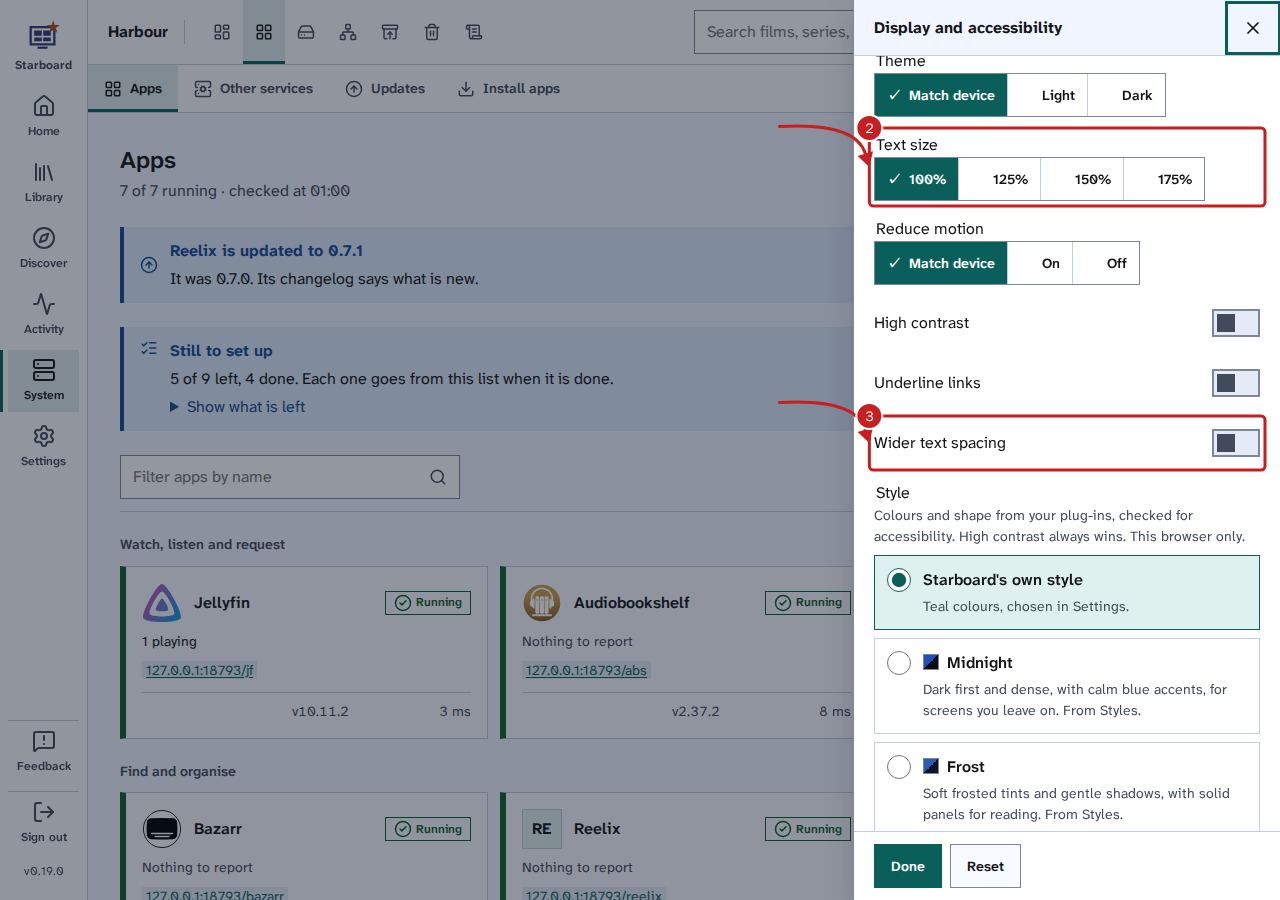 Starboard
Home
Library
Discover
Activity
System
Settings
Feedback
Sign out
v0.19.0
Harbour
Search films, series,
Apps
Other services
Updates
Install apps
Apps
7 of 7 running · checked at 01:00
Reelix is updated to 0.7.1
It was 0.7.0. Its changelog says what is new.
Still to set up
5 of 9 left, 4 done. Each one goes from this list when it is done.
Show what is left
Filter apps by name
Watch, listen and request
Jellyfin
Running
1 playing
127.0.0.1:18793/jf
v10.11.2
3 ms
Audiobookshelf
Running
Nothing to report
127.0.0.1:18793/abs
v2.37.2
8 ms
Find and organise
Bazarr
Running
Nothing to report
127.0.0.1:18793/bazarr
RE
Reelix
Running
Nothing to report
127.0.0.1:18793/reelix
Display and accessibility
Theme
✓ Match device
Light
Dark
2
Text size
✓ 100%
125%
150%
175%
Reduce motion
✓ Match device
On
Off
High contrast
Underline links
3
Wider text spacing
Style
Colours and shape from your plug-ins, checked for
accessibility. High contrast always wins. This browser only.
Starboard's own style
Teal colours, chosen in Settings.
Midnight
Dark first and dense, with calm blue accents, for
screens you leave on. From Styles.
Frost
Soft frosted tints and gentle shadows, with solid
panels for reading. From Styles.
Done
Reset